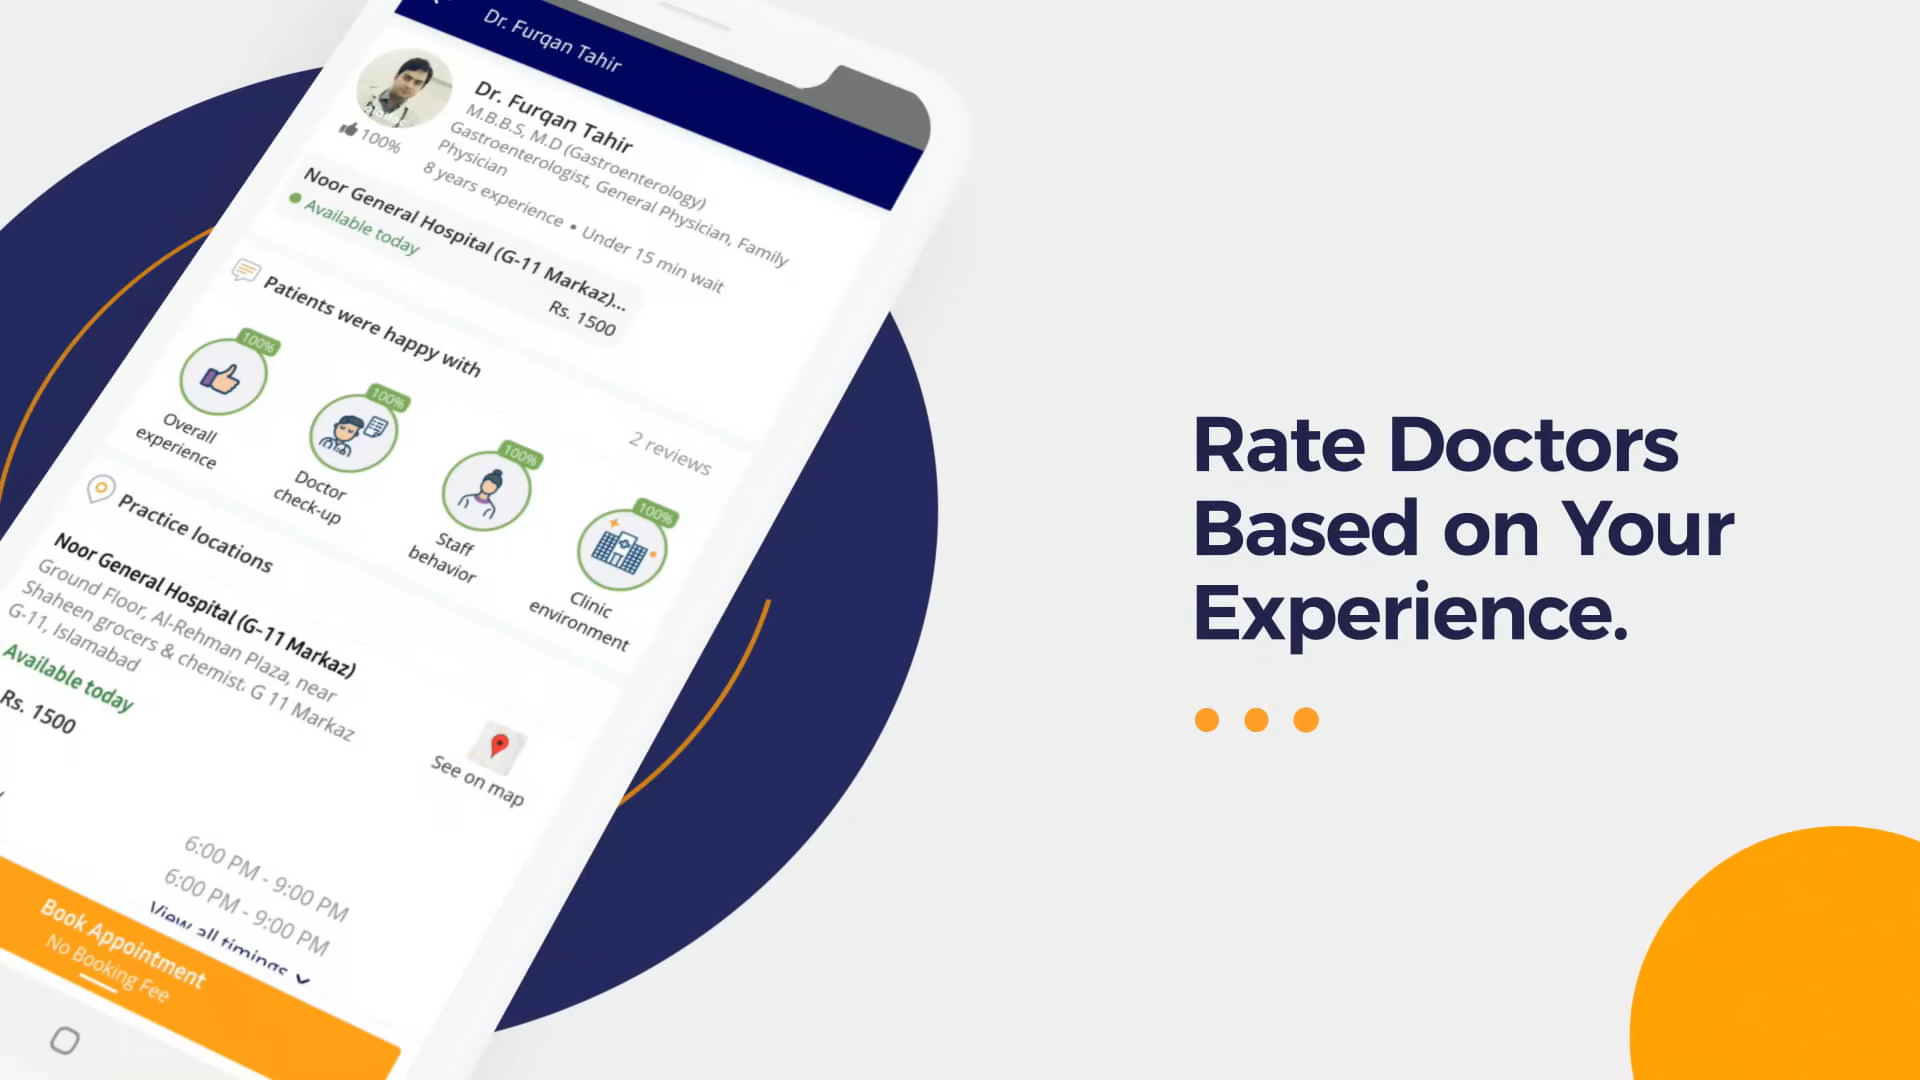 Dr. Furqan Tahir
Dr. Furqan Tahir
M.B.B.S, M.D (Gastroenterology)
Gastroenterologist, General Physician, Family
Physician
8 years experience • Under 15 min wait
100%
Noor General Hospital (G-11 Markaz)...
Available today
Rs. 1500
Patients were happy with
2 reviews
100%
Overall
experience
100%
Doctor
check-up
100%
Staff
behavior
100%
Clinic
environment
Practice locations
Noor General Hospital (G-11 Markaz)
Ground Floor, Al-Rehman Plaza, near
Shaheen grocers & chemist, G 11 Markaz
G-11, Islamabad
Available today
Rs. 1500
See on map
6:00 PM - 9:00 PM
6:00 PM - 9:00 PM
View all timings
Book Appointment
No Booking Fee
Rate Doctors
Based on Your
Experience.